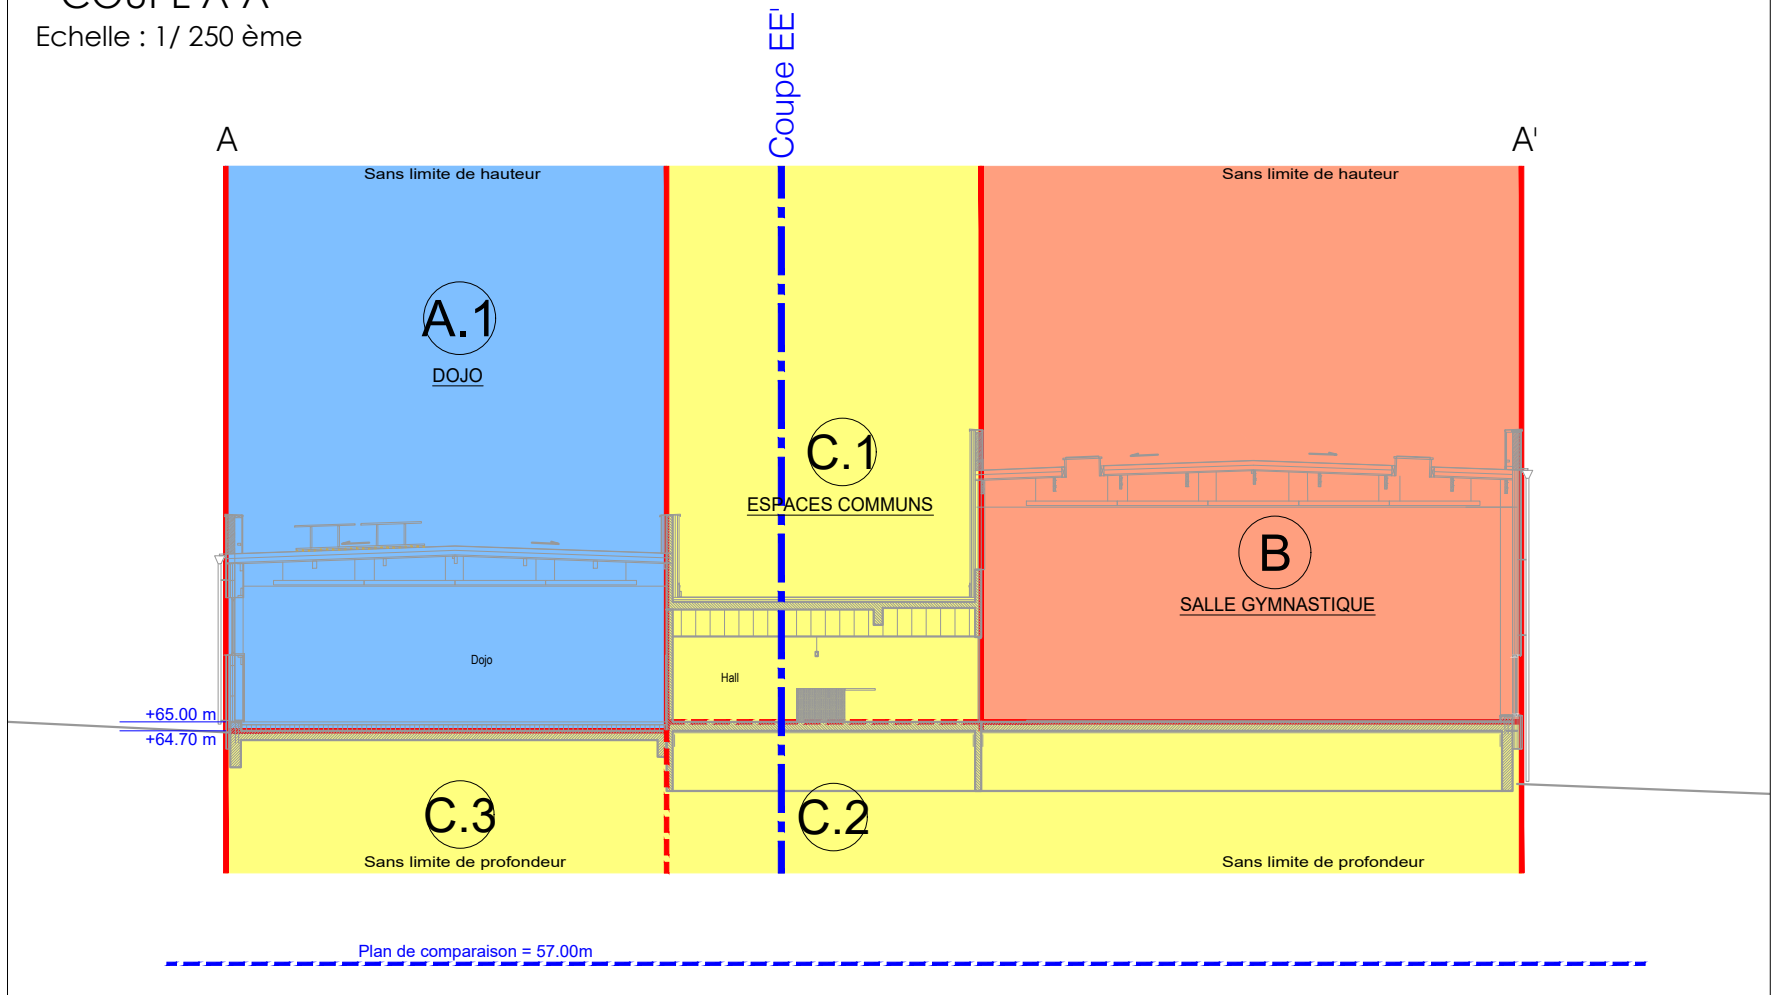 COUPE A-A'
Echelle : 1/ 250 ème
Coupe EE'
A
A'
Sans limite de hauteur
Sans limite de hauteur
A.1
DOJO
C.1
ESPACES COMMUNS
B
SALLE GYMNASTIQUE
Dojo
Hall
+65.00 m
+64.70 m
C.3
C.2
Sans limite de profondeur
Sans limite de profondeur
Plan de comparaison = 57.00m